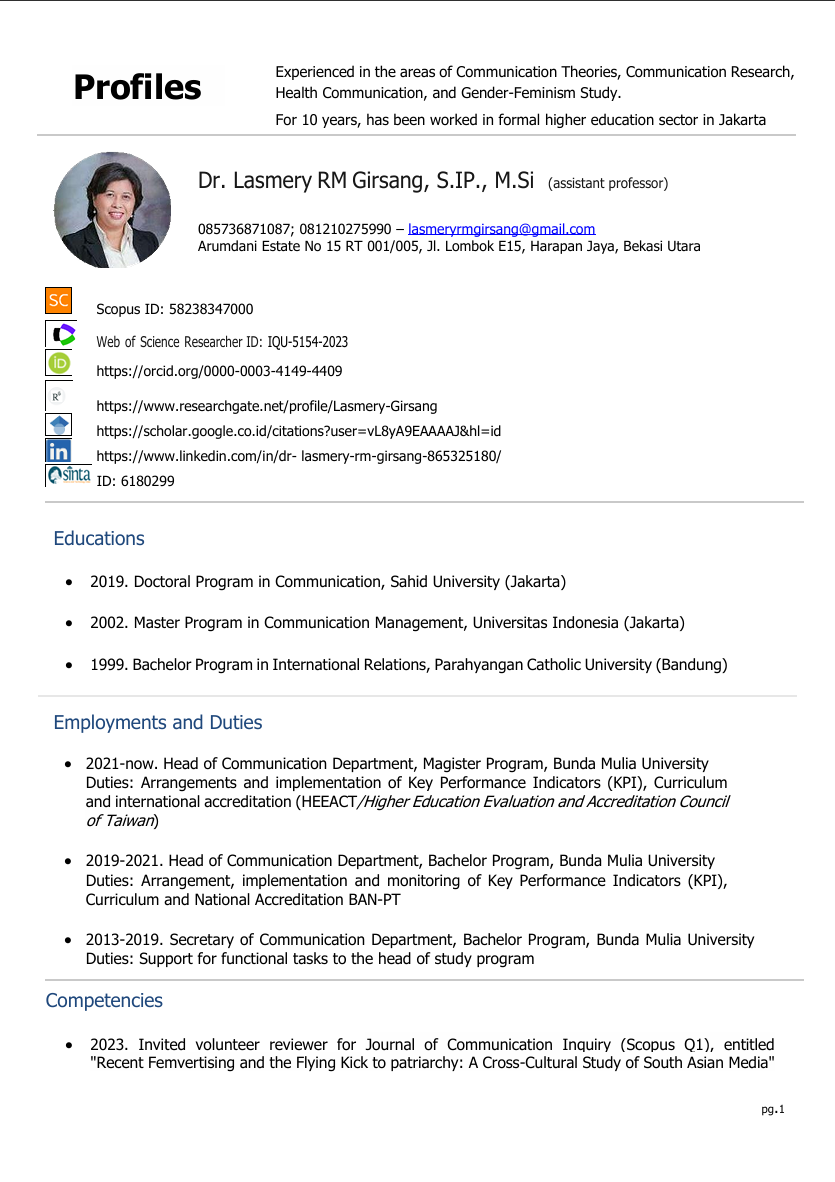 Profiles
Experienced in the areas of Communication Theories, Communication Research,
Health Communication, and Gender-Feminism Study.
For 10 years, has been worked in formal higher education sector in Jakarta
Dr. Lasmery RM Girsang, S.IP., M.Si (assistant professor)
085736871087; 081210275990 – lasmeryrmgirsang@gmail.com
Arumdani Estate No 15 RT 001/005, Jl. Lombok E15, Harapan Jaya, Bekasi Utara
SC Scopus ID: 58238347000
Web of Science Researcher ID: IQU-5154-2023
iD https://orcid.org/0000-0003-4149-4409
RG https://www.researchgate.net/profile/Lasmery-Girsang
https://scholar.google.co.id/citations?user=vL8yA9EAAAAJ&hl=id
in https://www.linkedin.com/in/dr- lasmery-rm-girsang-865325180/
sinta ID: 6180299
Educations
• 2019. Doctoral Program in Communication, Sahid University (Jakarta)
• 2002. Master Program in Communication Management, Universitas Indonesia (Jakarta)
• 1999. Bachelor Program in International Relations, Parahyangan Catholic University (Bandung)
Employments and Duties
• 2021-now. Head of Communication Department, Magister Program, Bunda Mulia University
Duties: Arrangements and implementation of Key Performance Indicators (KPI), Curriculum
and international accreditation (HEEACT/Higher Education Evaluation and Accreditation Council
of Taiwan)
• 2019-2021. Head of Communication Department, Bachelor Program, Bunda Mulia University
Duties: Arrangement, implementation and monitoring of Key Performance Indicators (KPI),
Curriculum and National Accreditation BAN-PT
• 2013-2019. Secretary of Communication Department, Bachelor Program, Bunda Mulia University
Duties: Support for functional tasks to the head of study program
Competencies
• 2023. Invited volunteer reviewer for Journal of Communication Inquiry (Scopus Q1), entitled
"Recent Femvertising and the Flying Kick to patriarchy: A Cross-Cultural Study of South Asian Media"
pg.1